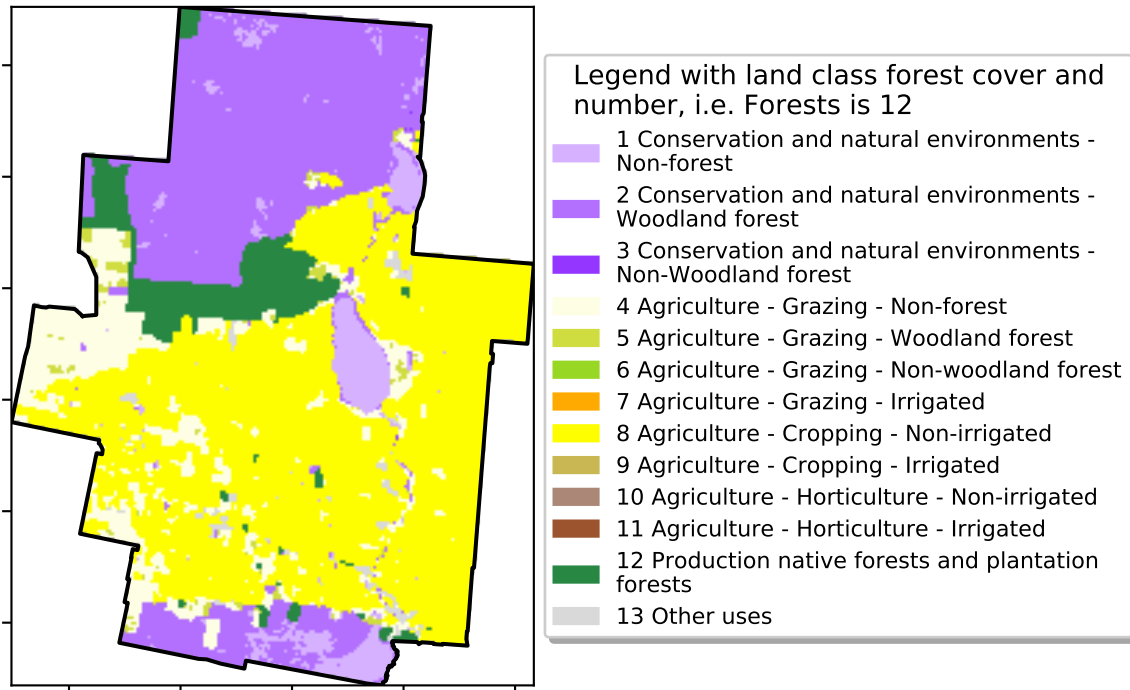 Legend with land class forest cover and
number, i.e. Forests is 12
1 Conservation and natural environments -
Non-forest
2 Conservation and natural environments -
Woodland forest
3 Conservation and natural environments -
Non-Woodland forest
4 Agriculture - Grazing - Non-forest
5 Agriculture - Grazing - Woodland forest
6 Agriculture - Grazing - Non-woodland forest
7 Agriculture - Grazing - Irrigated
8 Agriculture - Cropping - Non-irrigated
9 Agriculture - Cropping - Irrigated
10 Agriculture - Horticulture - Non-irrigated
11 Agriculture - Horticulture - Irrigated
12 Production native forests and plantation
forests
13 Other uses